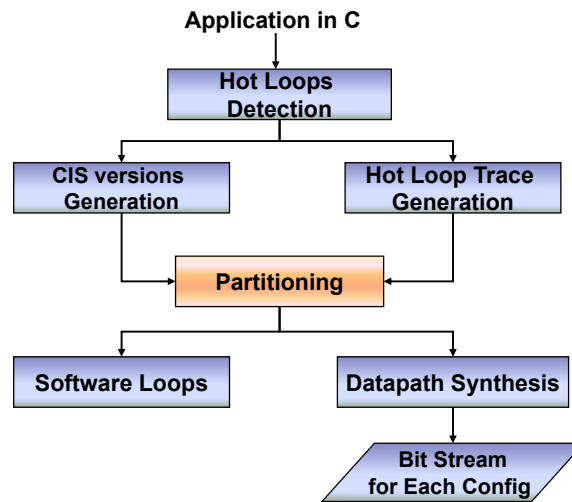 Application in C
Hot Loops
Detection
CIS versions
Generation
Hot Loop Trace
Generation
Partitioning
Software Loops
Datapath Synthesis
Bit Stream
for Each Config